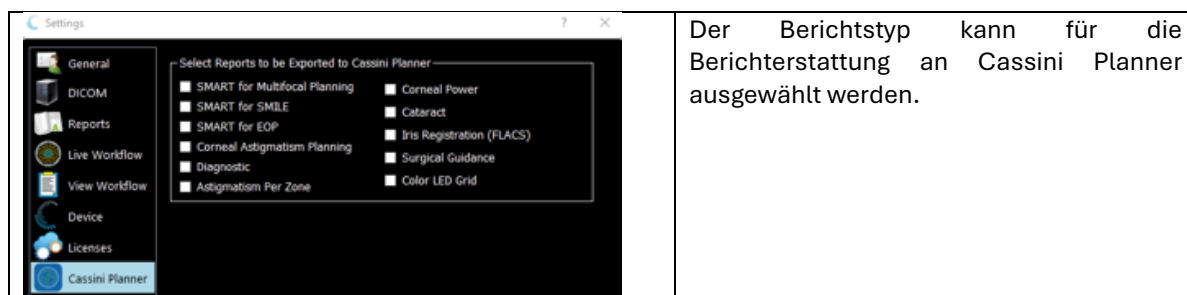 Settings
? ×
General
DICOM
Reports
Live Workflow
View Workflow
Device
Licenses
Cassini Planner
Select Reports to be Exported to Cassini Planner
SMART for Multifocal Planning
SMART for SMILE
SMART for EOP
Corneal Astigmatism Planning
Diagnostic
Astigmatism Per Zone
Corneal Power
Cataract
Iris Registration (FLACS)
Surgical Guidance
Color LED Grid
Der Berichtstyp kann für die
Berichterstattung an Cassini Planner
ausgewählt werden.